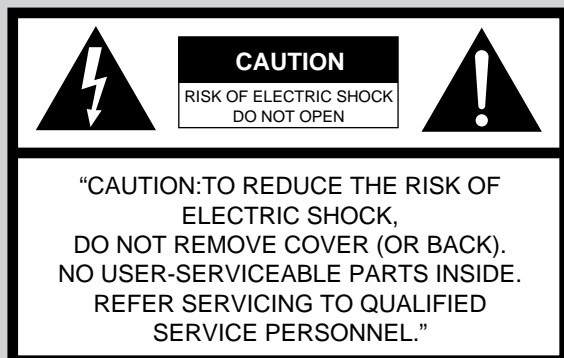 CAUTION
RISK OF ELECTRIC SHOCK
DO NOT OPEN
“CAUTION:TO REDUCE THE RISK OF
ELECTRIC SHOCK,
DO NOT REMOVE COVER (OR BACK).
NO USER-SERVICEABLE PARTS INSIDE.
REFER SERVICING TO QUALIFIED
SERVICE PERSONNEL.”